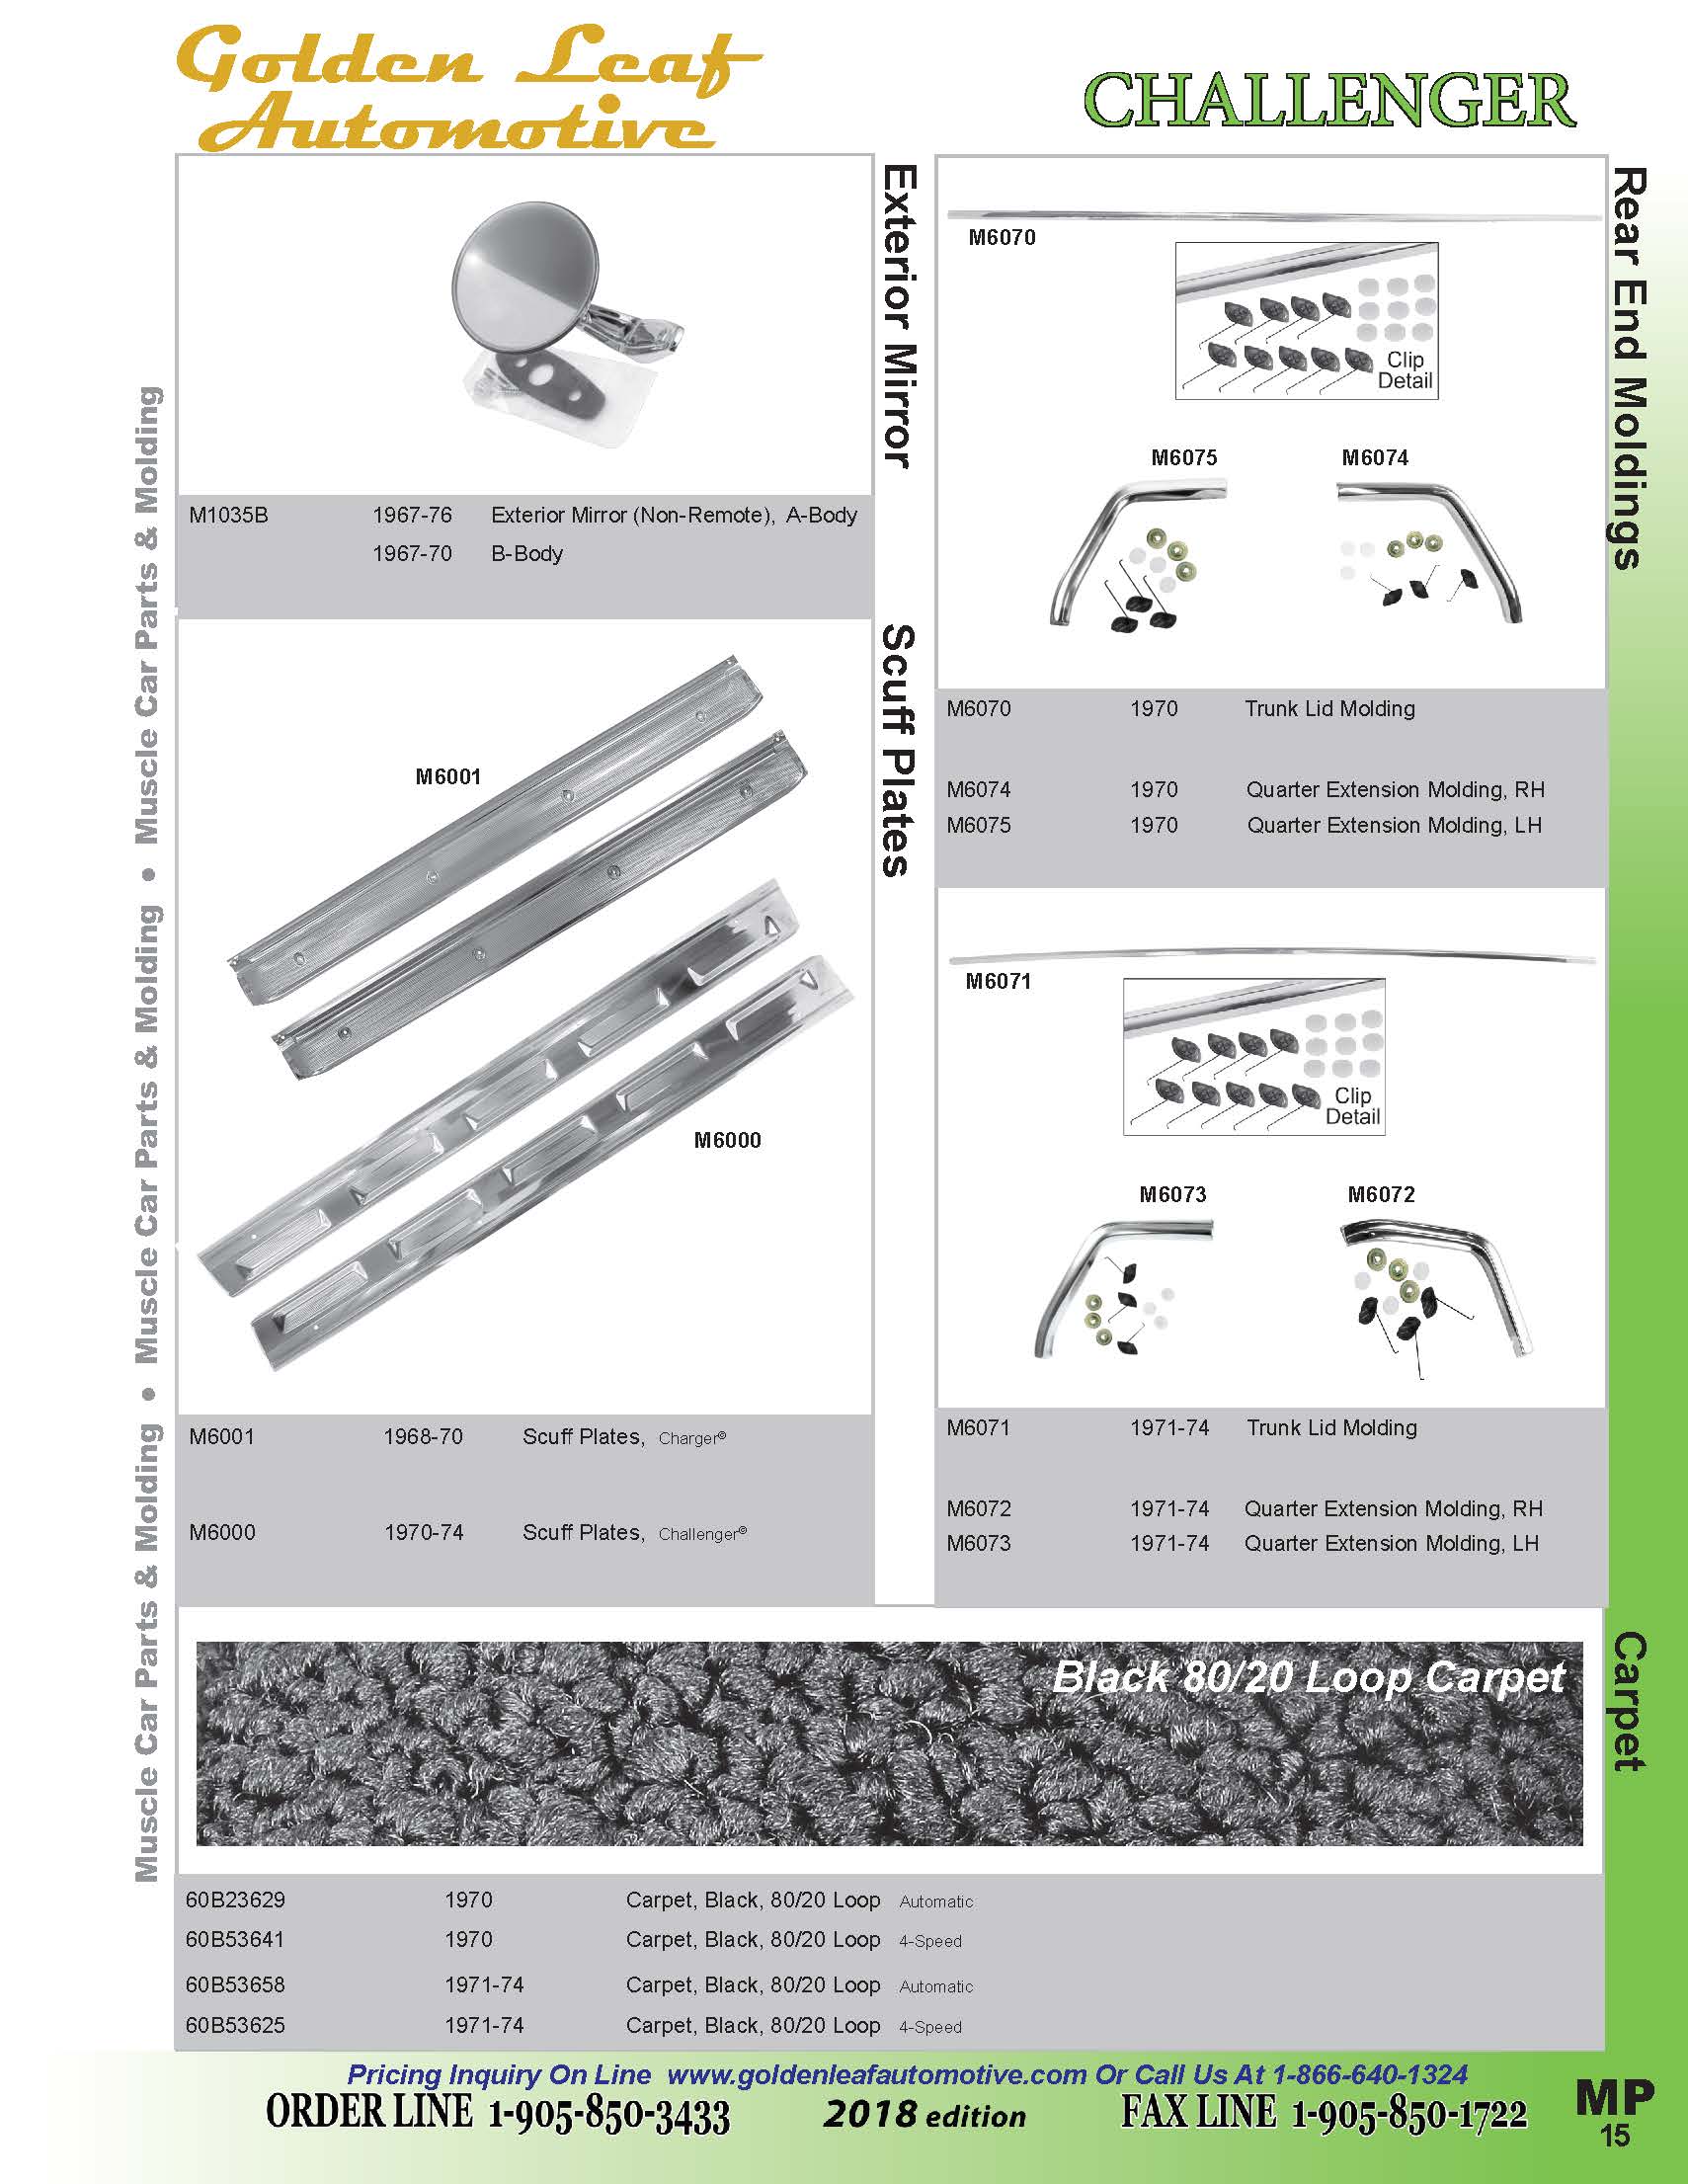 Golden Leaf
Automotive
CHALLENGER
Muscle Car Parts & Molding • Muscle Car Parts & Molding • Muscle Car Parts & Molding
Exterior Mirror
M1035B 1967-76 Exterior Mirror (Non-Remote), A-Body
1967-70 B-Body
Scuff Plates
M6001
M6000
M6001 1968-70 Scuff Plates, Charger®
M6000 1970-74 Scuff Plates, Challenger®
Rear End Moldings
M6070
Clip
Detail
M6075 M6074
M6070 1970 Trunk Lid Molding
M6074 1970 Quarter Extension Molding, RH
M6075 1970 Quarter Extension Molding, LH
M6071
Clip
Detail
M6073 M6072
M6071 1971-74 Trunk Lid Molding
M6072 1971-74 Quarter Extension Molding, RH
M6073 1971-74 Quarter Extension Molding, LH
Carpet
Black 80/20 Loop Carpet
60B23629 1970 Carpet, Black, 80/20 Loop Automatic
60B53641 1970 Carpet, Black, 80/20 Loop 4-Speed
60B53658 1971-74 Carpet, Black, 80/20 Loop Automatic
60B53625 1971-74 Carpet, Black, 80/20 Loop 4-Speed
Pricing Inquiry On Line www.goldenleafautomotive.com Or Call Us At 1-866-640-1324
ORDER LINE 1-905-850-3433 2018 edition FAX LINE 1-905-850-1722
MP
15